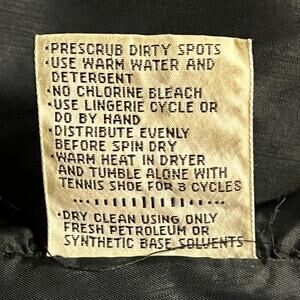 ·PRESCRUB DIRTY SPOTS
·USE WARM WATER AND
DETERGENT
·NO CHLORINE BLEACH
·USE LINGERIE CYCLE OR
DO BY HAND
·DISTRIBUTE EVENLY
BEFORE SPIN DRY
·WARM HEAT IN DRYER
AND TUMBLE ALONE WITH
TENNIS SHOE FOR 3 CYCLES
·DRY CLEAN USING ONLY
FRESH PETROLEUM OR
SYNTHETIC BASE SOLVENTS